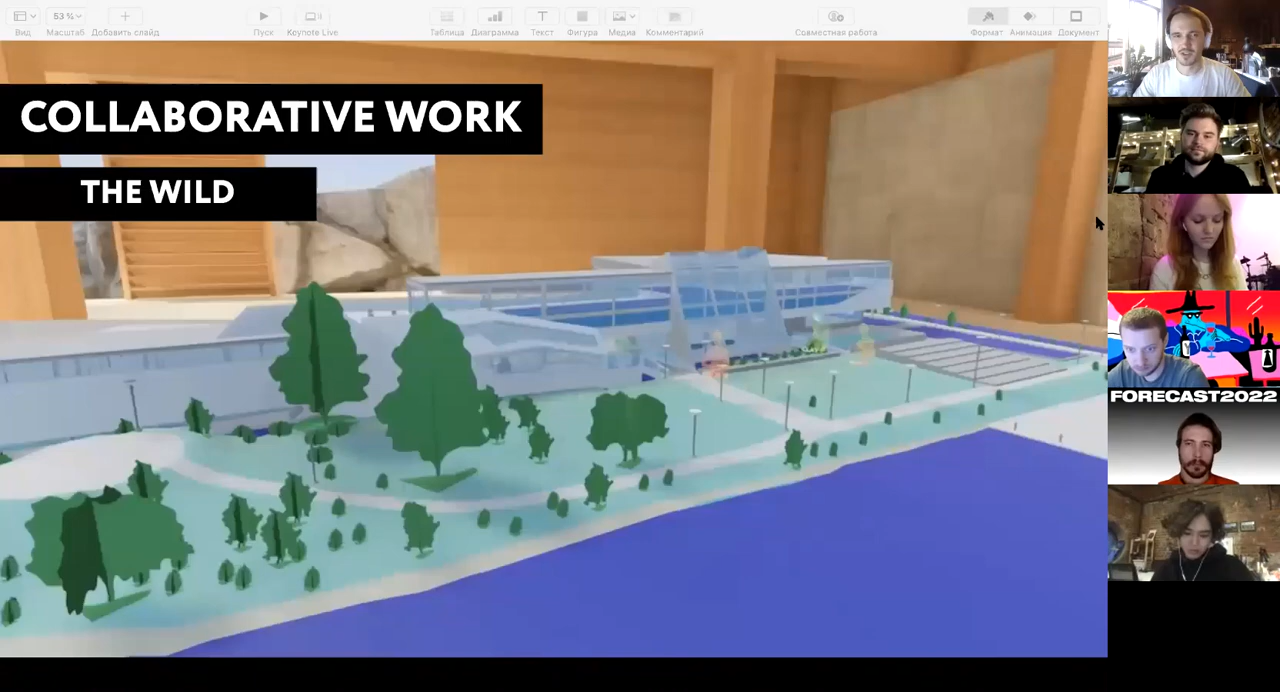 53 %
Вид
Масштаб
Добавить слайд
Пуск
Keynote Live
Таблица
Диаграмма
Текст
Фигура
Медиа
Комментарий
Совместная работа
Формат
Анимация
Документ
COLLABORATIVE WORK
THE WILD
FORECAST2022